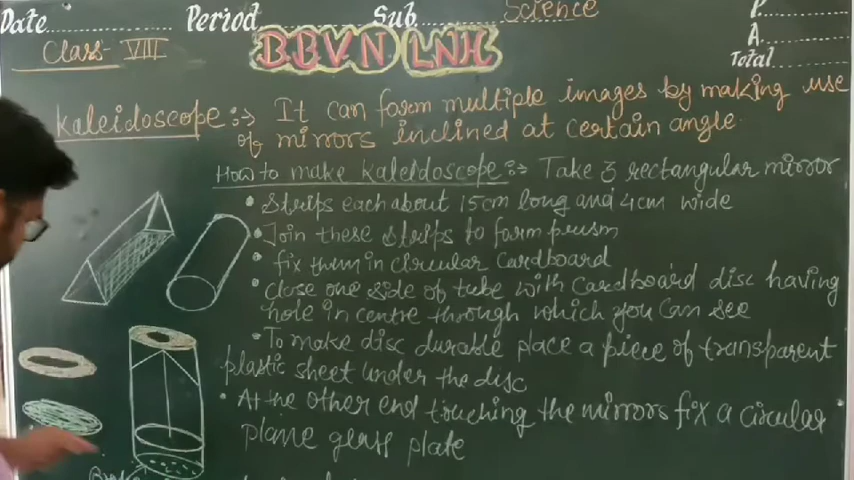 Date............ Period............ Sub............ Science
P............
A............
Total............
Class - VIII
BBVN LNH
Kaleidoscope :-> It can form multiple images by making use
of mirrors inclined at certain angle.
How to make kaleidoscope :-> Take 3 rectangular mirror
• Strips each about 15cm long and 4cm wide
• Join these strips to form prism
• fix them in circular cardboard
• close one side of tube with cardboard disc having
hole in centre through which you can see
• To make disc durable place a piece of transparent
plastic sheet under the disc
• At the other end touching the mirrors fix a circular
plane glass plate